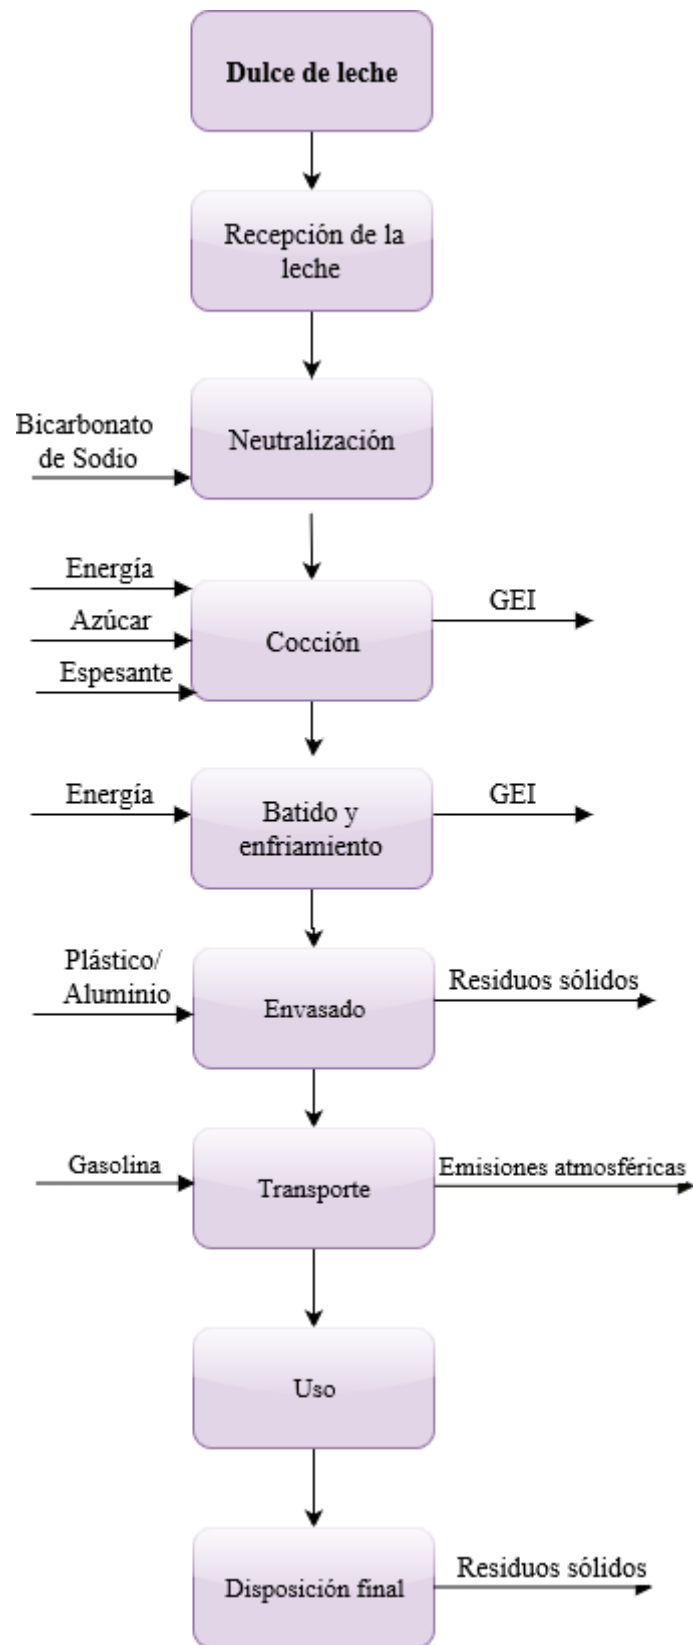 Dulce de leche
Recepción de la
leche
Bicarbonato
de Sodio
Neutralización
Energía
Azúcar
Espesante
Cocción
GEI
Energía
Batido y
enfriamiento
GEI
Plástico/
Aluminio
Envasado
Residuos sólidos
Gasolina
Transporte
Emisiones atmosféricas
Uso
Disposición final
Residuos sólidos